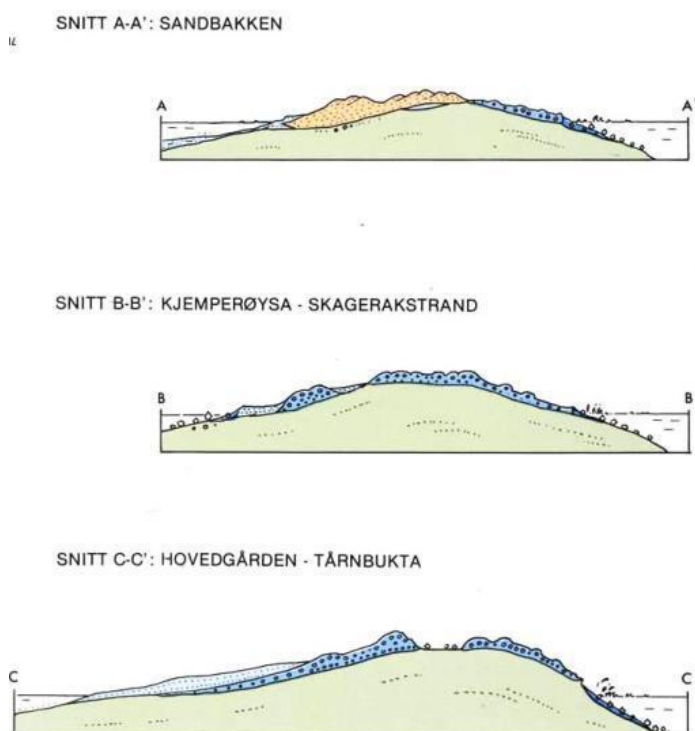 SNITT A-A': SANDBAKKEN
A
A'
SNITT B-B': KJEMPERØYSA - SKAGERAKSTRAND
B
B
SNITT C-C': HOVEDGÅRDEN - TÅRNBUKTA
C
C